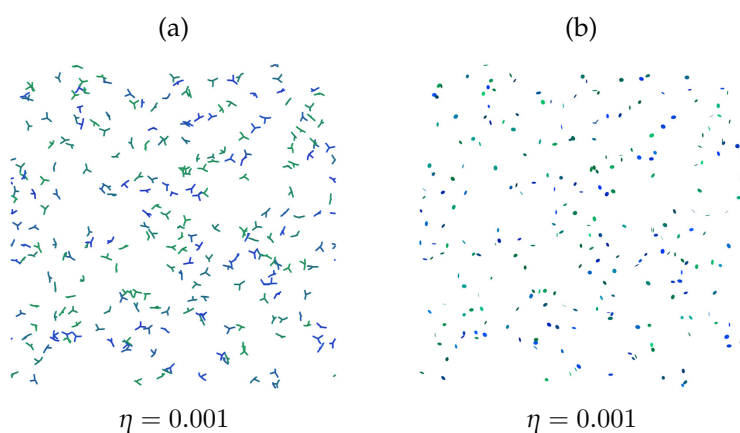 (a) (b)
η = 0.001 η = 0.001